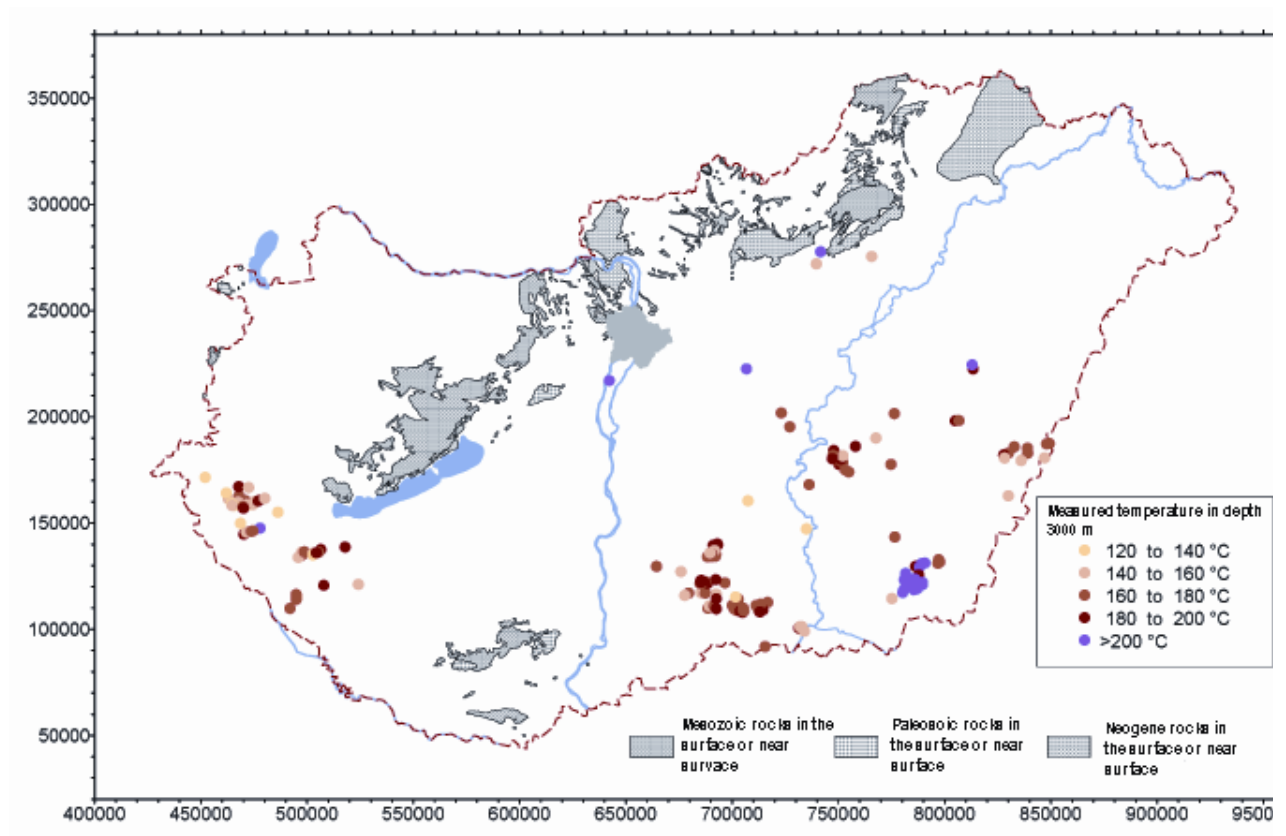 350000
300000
250000
200000
150000
100000
50000
400000 450000 500000 550000 600000 650000 700000 750000 800000 850000 900000 9500
Measured temperature in depth
3000 m
120 to 140 °C
140 to 160 °C
160 to 180 °C
180 to 200 °C
>200 °C
Mesozoic rocks in the
surface or near
survace
Paleosoic rocks in
the surface or near
surface
Neogene rocks in
the surface or near
surface